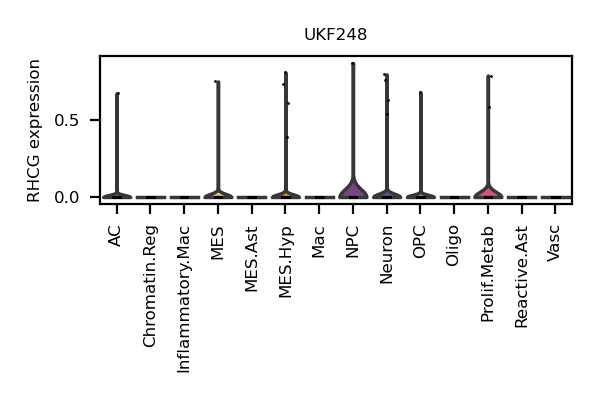 UKF248
RHCG expression
0.5
0.0
AC
Chromatin.Reg
Inflammatory.Mac
MES
MES.Ast
MES.Hyp
Mac
NPC
Neuron
OPC
Oligo
Prolif.Metab
Reactive.Ast
Vasc